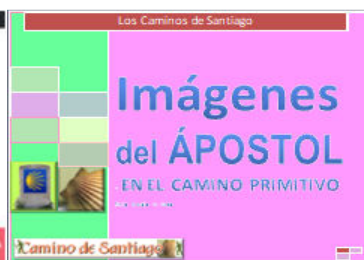 Los Caminos de Santiago
Imágenes
del ÁPOSTOL
EN EL CAMINO PRIMITIVO
Camino de Santiago